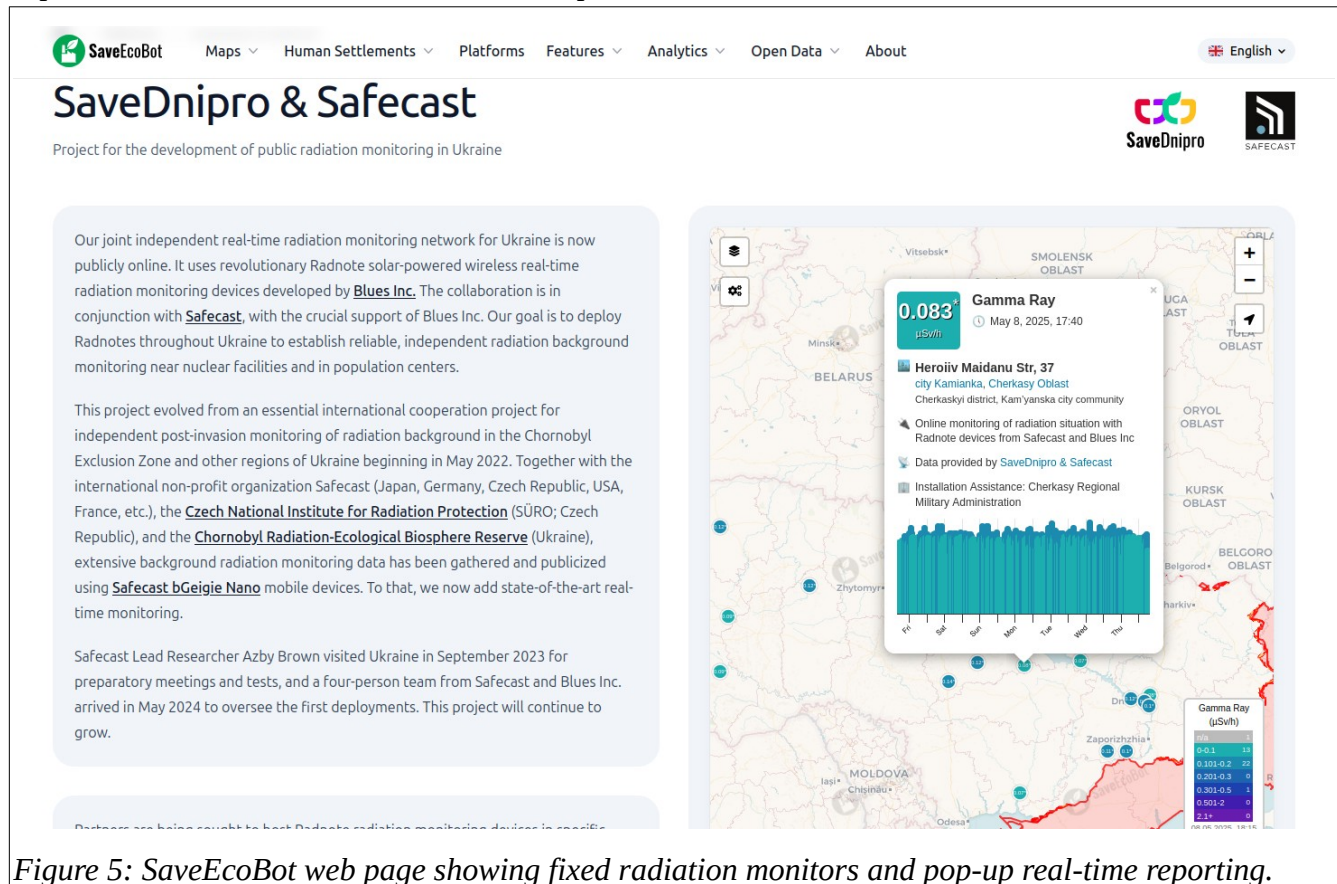 SaveEcoBot
Maps
Human Settlements
Platforms
Features
Analytics
Open Data
About
English
SaveDnipro & Safecast
Project for the development of public radiation monitoring in Ukraine
SaveDnipro
SAFECAST
Our joint independent real-time radiation monitoring network for Ukraine is now
publicly online. It uses revolutionary Radnote solar-powered wireless real-time
radiation monitoring devices developed by Blues Inc. The collaboration is in
conjunction with Safecast, with the crucial support of Blues Inc. Our goal is to deploy
Radnotes throughout Ukraine to establish reliable, independent radiation background
monitoring near nuclear facilities and in population centers.
This project evolved from an essential international cooperation project for
independent post-invasion monitoring of radiation background in the Chornobyl
Exclusion Zone and other regions of Ukraine beginning in May 2022. Together with the
international non-profit organization Safecast (Japan, Germany, Czech Republic, USA,
France, etc.), the Czech National Institute for Radiation Protection (SÚRO; Czech
Republic), and the Chornobyl Radiation-Ecological Biosphere Reserve (Ukraine),
extensive background radiation monitoring data has been gathered and publicized
using Safecast bGeigie Nano mobile devices. To that, we now add state-of-the-art real-
time monitoring.
Safecast Lead Researcher Azby Brown visited Ukraine in September 2023 for
preparatory meetings and tests, and a four-person team from Safecast and Blues Inc.
arrived in May 2024 to oversee the first deployments. This project will continue to
grow.
Vitsebsk
SMOLENSK
OBLAST
+
−
Minsk
BELARUS
TULA
OBLAST
ORYOL
OBLAST
KURSK
OBLAST
Belgorod
OBLAST
Zhytomyr
Zaporizhzhia
Iași
MOLDOVA
Chișinău
Odesa
0.083*
µSv/h
Gamma Ray
May 8, 2025, 17:40
×
Heroiiv Maidanu Str, 37
city Kamianka, Cherkasy Oblast
Cherkaskyi district, Kam'yanska city community
Online monitoring of radiation situation with
Radnote devices from Safecast and Blues Inc
Data provided by SaveDnipro & Safecast
Installation Assistance: Cherkasy Regional
Military Administration
Fri
Sat
Sun
Mon
Tue
Wed
Thu
Gamma Ray
(µSv/h)
n/a 1
0-0.1 13
0.101-0.2 22
0.201-0.3 0
0.301-0.5 1
0.501-2 0
2.1+ 0
08.05.2025, 18:15
Figure 5: SaveEcoBot web page showing fixed radiation monitors and pop-up real-time reporting.